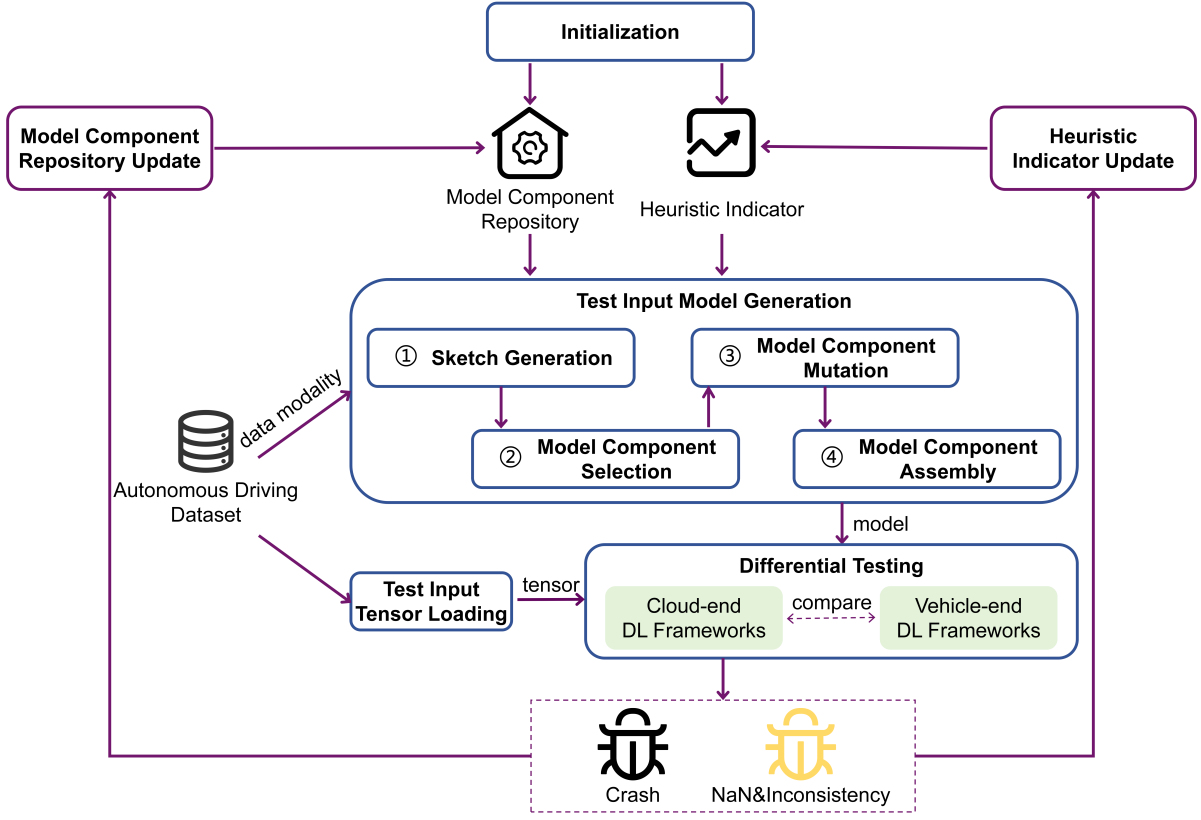 Initialization
Model Component
Repository Update
Heuristic
Indicator Update
Model Component
Repository
Heuristic Indicator
Test Input Model Generation
① Sketch Generation
③ Model Component
Mutation
② Model Component
Selection
④ Model Component
Assembly
data modality
Autonomous Driving
Dataset
model
Test Input
Tensor Loading
tensor
Differential Testing
Cloud-end
DL Frameworks
compare
Vehicle-end
DL Frameworks
Crash
NaN&Inconsistency